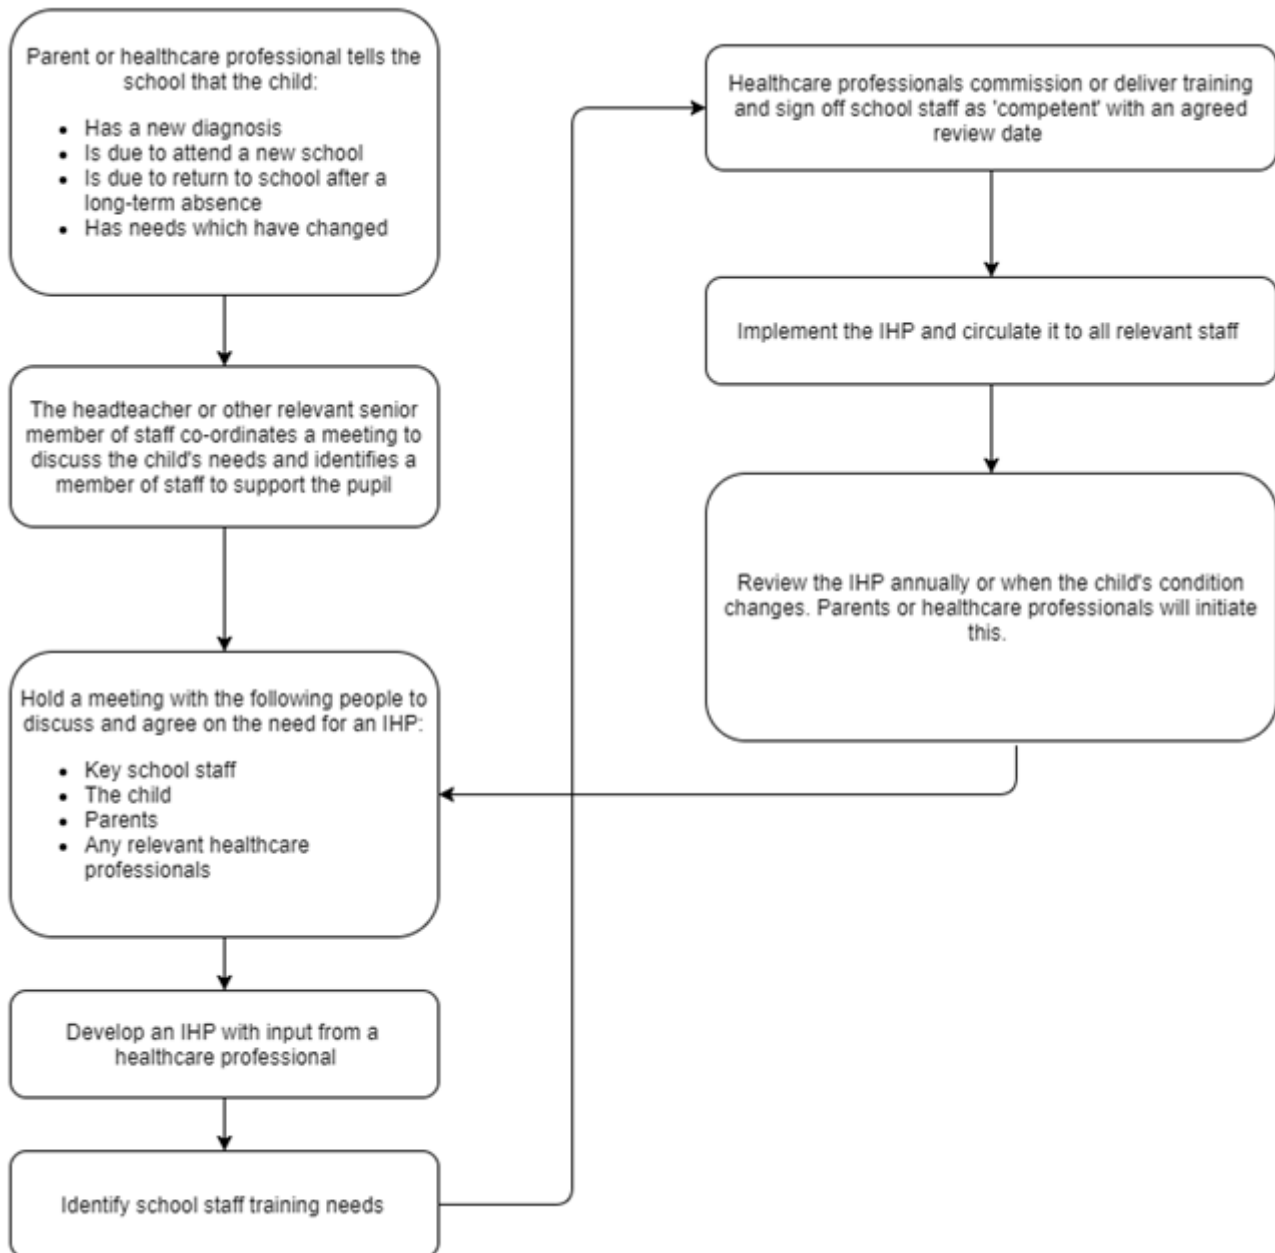 Parent or healthcare professional tells the
school that the child:
• Has a new diagnosis
• Is due to attend a new school
• Is due to return to school after a
long-term absence
• Has needs which have changed
The headteacher or other relevant senior
member of staff co-ordinates a meeting to
discuss the child's needs and identifies a
member of staff to support the pupil
Hold a meeting with the following people to
discuss and agree on the need for an IHP:
• Key school staff
• The child
• Parents
• Any relevant healthcare
professionals
Develop an IHP with input from a
healthcare professional
Identify school staff training needs
Healthcare professionals commission or deliver training
and sign off school staff as 'competent' with an agreed
review date
Implement the IHP and circulate it to all relevant staff
Review the IHP annually or when the child's condition
changes. Parents or healthcare professionals will initiate
this.